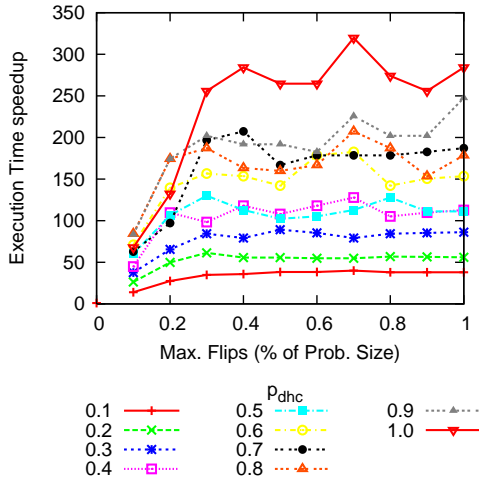 350
300
250
200
150
100
50
0
Execution Time speedup
0 0.2 0.4 0.6 0.8 1
Max. Flips (% of Prob. Size)
p_dhc
0.1 0.5 0.9
0.2 0.6 1.0
0.3 0.7
0.4 0.8